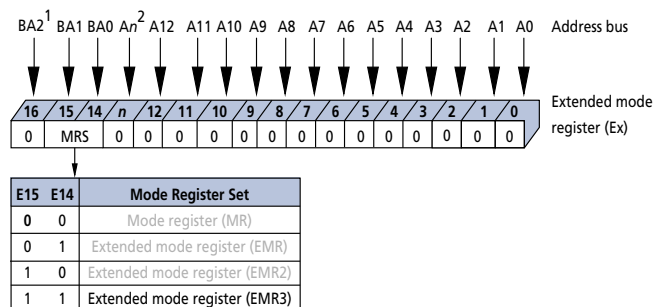 BA2¹ BA1 BA0 An² A12 A11 A10 A9 A8 A7 A6 A5 A4 A3 A2 A1 A0 Address bus
16 15 14 n 12 11 10 9 8 7 6 5 4 3 2 1 0 Extended mode
register (Ex)
0 MRS 0 0 0 0 0 0 0 0 0 0 0 0 0 0 0
E15 E14 Mode Register Set
0 0 Mode register (MR)
0 1 Extended mode register (EMR)
1 0 Extended mode register (EMR2)
1 1 Extended mode register (EMR3)